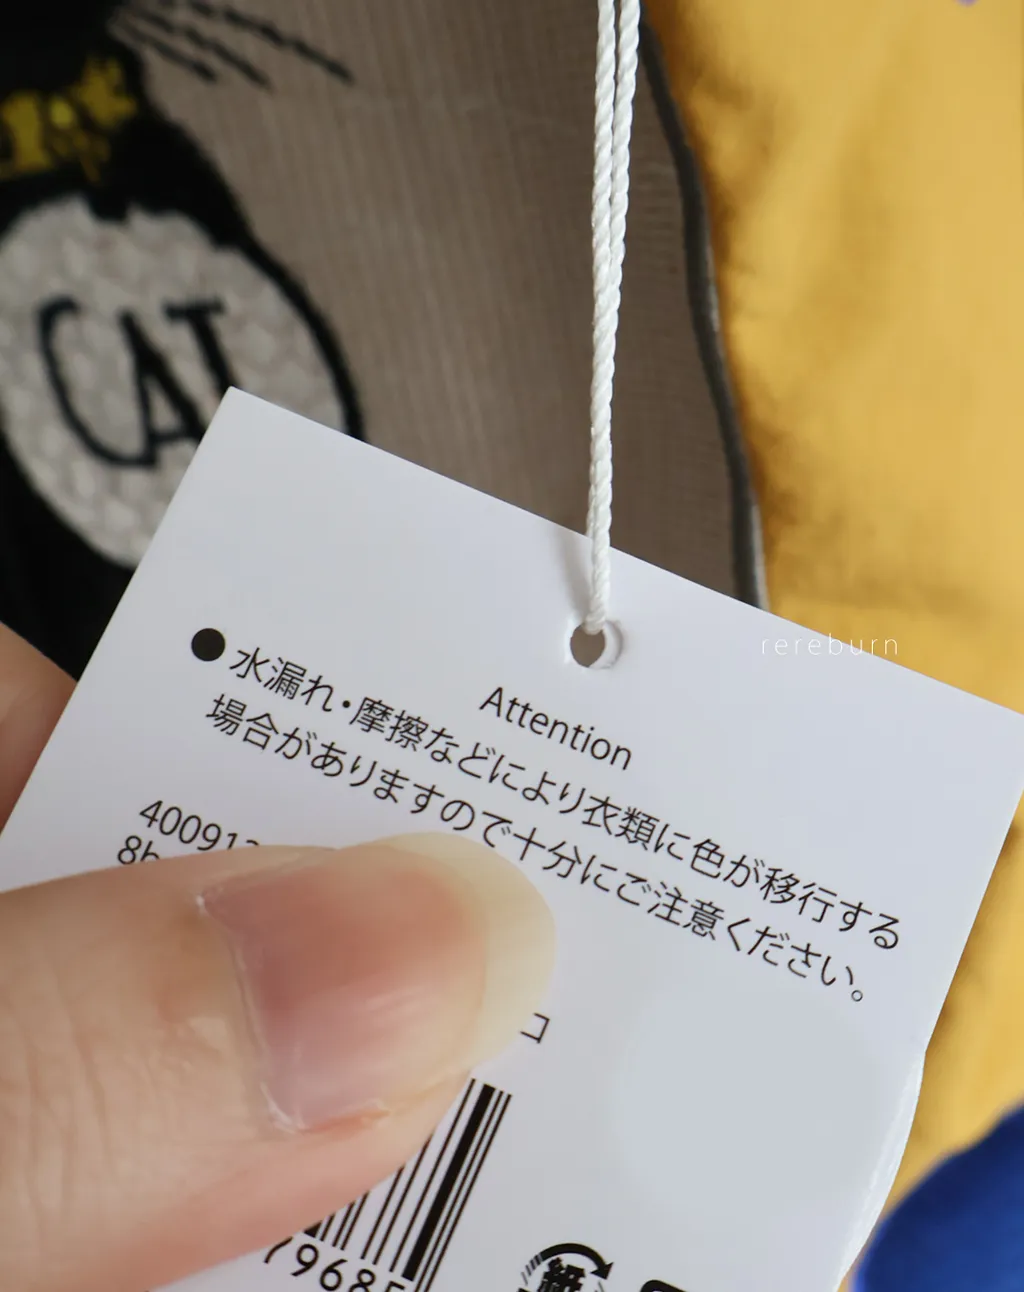 CAT
rereburn
Attention
●水漏れ・摩擦などにより衣類に色が移行する
場合がありますので十分にご注意ください。
コ
紙